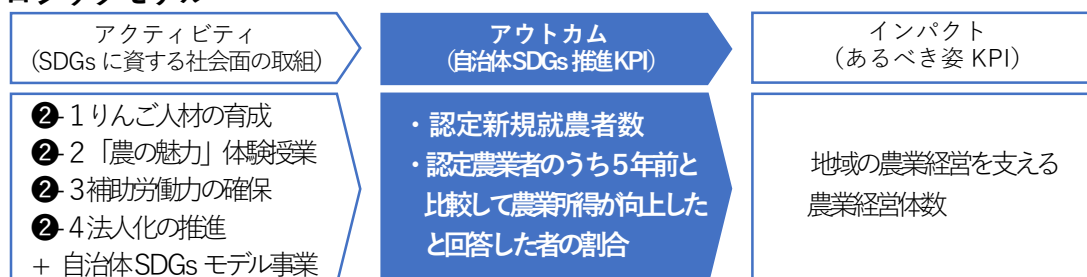 アクティビティ
(SDGs に資する社会面の取組)
❷-１りんご人材の育成
❷-２「農の魅力」体験授業
❷-３補助労働力の確保
❷-４法人化の推進
+ 自治体SDGs モデル事業
アウトカム
(自治体SDGs 推進KPI)
・認定新規就農者数
・認定農業者のうち５年前と
比較して農業所得が向上した
と回答した者の割合
インパクト
(あるべき姿 KPI)
地域の農業経営を支える
農業経営体数